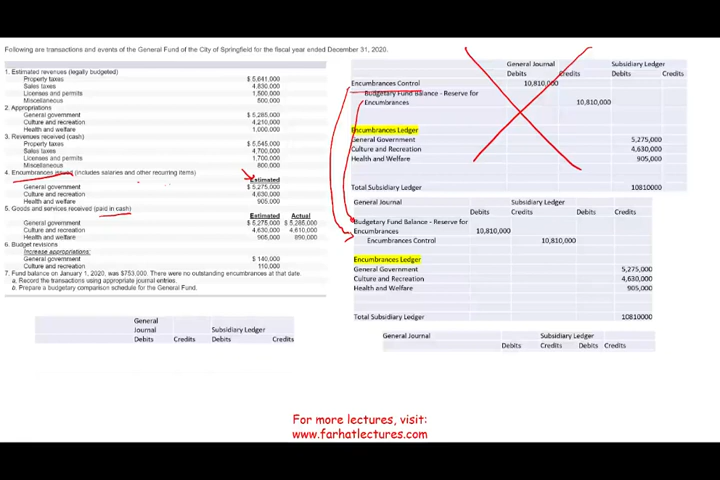 Following are transactions and events of the General Fund of the City of Springfield for the fiscal year ended December 31, 2020.
1. Estimated revenues (legally budgeted)
Property taxes $ 5,641,000
Sales taxes 4,830,000
Licenses and permits 1,500,000
Miscellaneous 500,000
2. Appropriations
General government $ 5,285,000
Culture and recreation 4,210,000
Health and welfare 1,000,000
3. Revenues received (cash)
Property taxes $ 5,545,000
Sales taxes 4,700,000
Licenses and permits 1,700,000
Miscellaneous 800,000
4. Encumbrances issued (includes salaries and other recurring items)
Estimated
General government $ 5,275,000
Culture and recreation 4,630,000
Health and welfare 905,000
5. Goods and services received (paid in cash)
Estimated Actual
General government $ 5,275,000 $ 5,285,000
Culture and recreation 4,630,000 4,610,000
Health and welfare 905,000 890,000
6. Budget revisions
Increase appropriations:
General government $ 140,000
Culture and recreation 110,000
7. Fund balance on January 1, 2020, was $753,000. There were no outstanding encumbrances at that date.
a. Record the transactions using appropriate journal entries.
b. Prepare a budgetary comparison schedule for the General Fund.
General
Journal Subsidiary Ledger
Debits Credits Debits Credits
General Journal Subsidiary Ledger
Debits Credits Debits Credits
Encumbrances Control 10,810,000
Budgetary Fund Balance - Reserve for
Encumbrances 10,810,000
Encumbrances Ledger
General Government 5,275,000
Culture and Recreation 4,630,000
Health and Welfare 905,000
Total Subsidiary Ledger 10810000
General Journal Subsidiary Ledger
Debits Credits Debits Credits
Budgetary Fund Balance - Reserve for
Encumbrances 10,810,000
Encumbrances Control 10,810,000
Encumbrances Ledger
General Government 5,275,000
Culture and Recreation 4,630,000
Health and Welfare 905,000
Total Subsidiary Ledger 10810000
General Journal Subsidiary Ledger
Debits Credits Debits Credits
For more lectures, visit:
www.farhatlectures.com